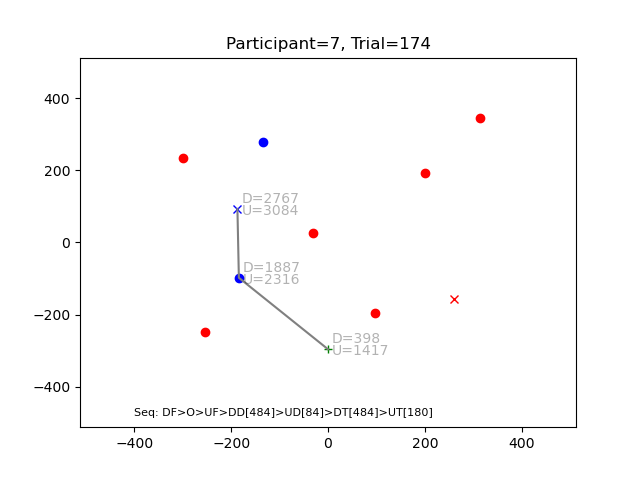 Participant=7, Trial=174
400
200
0
−200
−400
D=2767
U=3084
D=1887
U=2316
D=398
U=1417
Seq: DF>O>UF>DD[484]>UD[84]>DT[484]>UT[180]
−400 −200 0 200 400